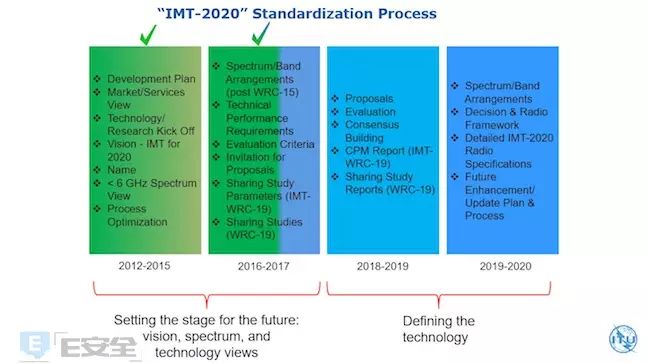 "IMT-2020" Standardization Process
❖ Development Plan
❖ Market/Services
View
❖ Technology/
Research Kick Off
❖ Vision - IMT for
2020
❖ Name
❖ < 6 GHz Spectrum
View
❖ Process
Optimization
❖ Spectrum/Band
Arrangements
(post WRC-15)
❖ Technical
Performance
Requirements
❖ Evaluation Criteria
❖ Invitation for
Proposals
❖ Sharing Study
Parameters (IMT-
WRC-19)
❖ Sharing Studies
(WRC-19)
❖ Proposals
❖ Evaluation
❖ Consensus
Building
❖ CPM Report (IMT-
WRC-19)
❖ Sharing Study
Reports (WRC-19)
❖ Spectrum/Band
Arrangements
❖ Decision & Radio
Framework
❖ Detailed IMT-2020
Radio
Specifications
❖ Future
Enhancement/
Update Plan &
Process
2012-2015
2016-2017
2018-2019
2019-2020
Setting the stage for the future:
vision, spectrum, and
technology views
Defining the
technology
E安全
ITU